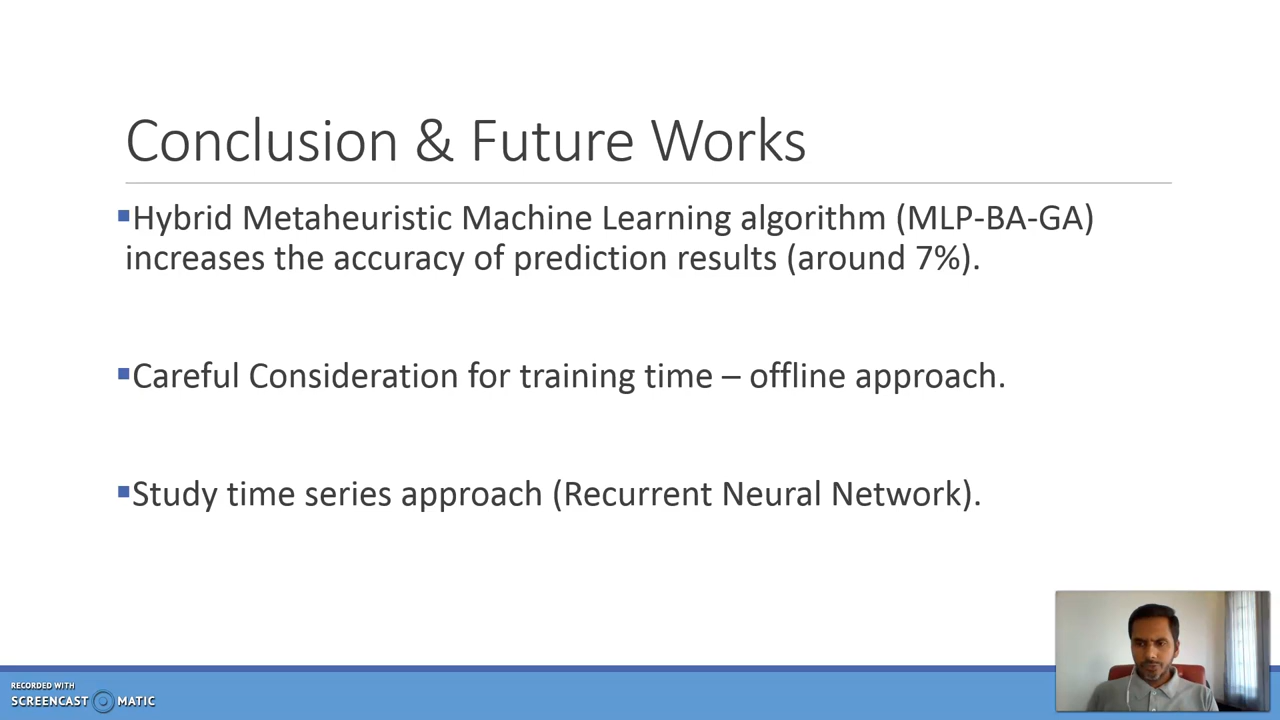 Conclusion & Future Works
▪Hybrid Metaheuristic Machine Learning algorithm (MLP-BA-GA)
increases the accuracy of prediction results (around 7%).
▪Careful Consideration for training time – offline approach.
▪Study time series approach (Recurrent Neural Network).
RECORDED WITH
SCREENCAST MATIC